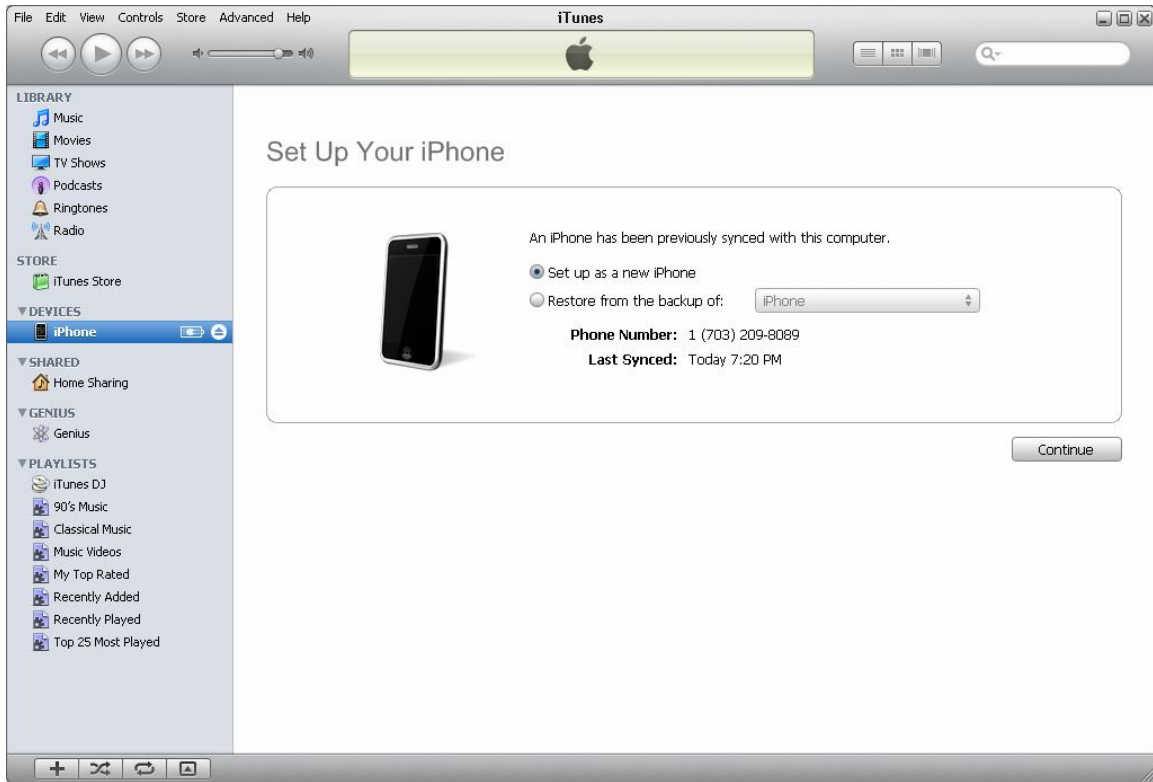 File Edit View Controls Store Advanced Help
iTunes
LIBRARY
Music
Movies
TV Shows
Podcasts
Ringtones
Radio
STORE
iTunes Store
DEVICES
iPhone
SHARED
Home Sharing
GENIUS
Genius
PLAYLISTS
iTunes DJ
90's Music
Classical Music
Music Videos
My Top Rated
Recently Added
Recently Played
Top 25 Most Played
Set Up Your iPhone
An iPhone has been previously synced with this computer.
Set up as a new iPhone
Restore from the backup of: iPhone
Phone Number: 1 (703) 209-8089
Last Synced: Today 7:20 PM
Continue